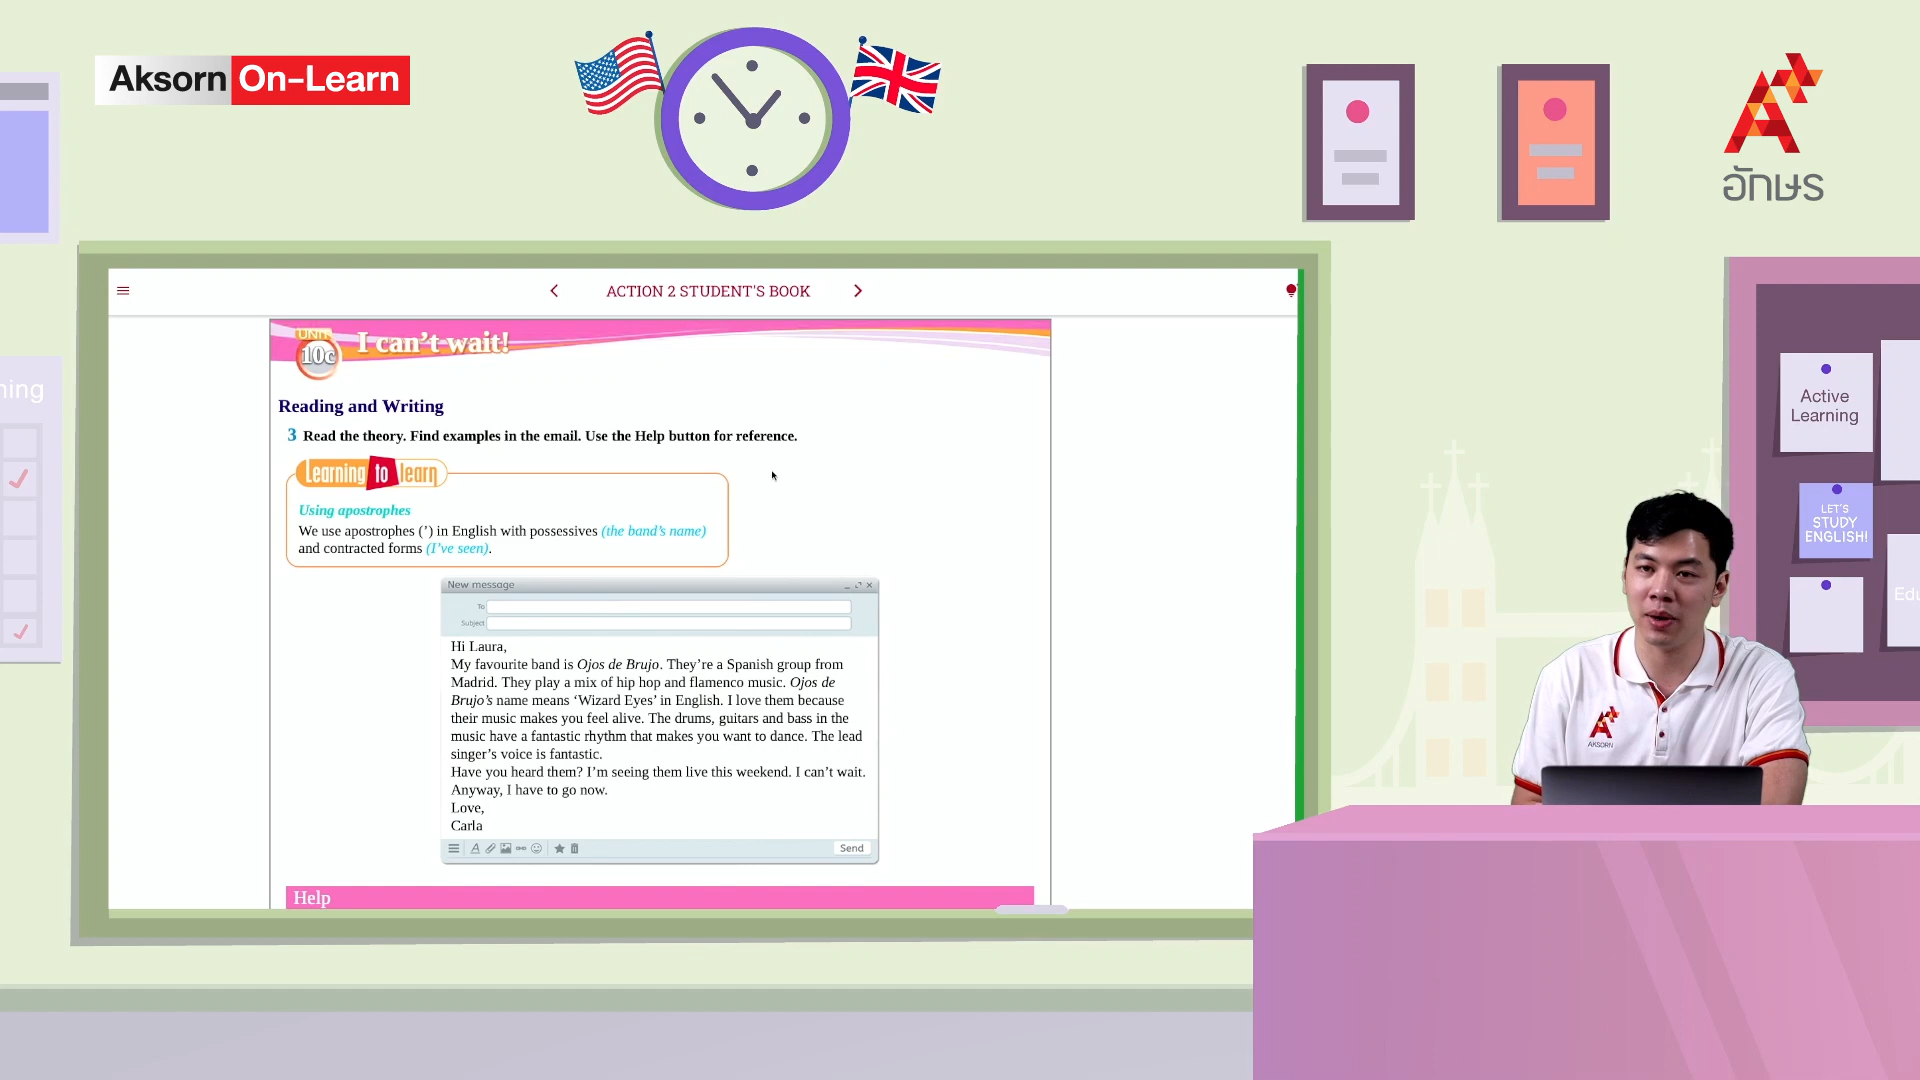 Aksorn On-Learn
อักษร
ACTION 2 STUDENT'S BOOK
UNIT
10c
I can't wait!
Reading and Writing
3 Read the theory. Find examples in the email. Use the Help button for reference.
Learning to learn
Using apostrophes
We use apostrophes (’) in English with possessives (the band’s name)
and contracted forms (I’ve seen).
New message
To
Subject
Hi Laura,
My favourite band is Ojos de Brujo. They’re a Spanish group from
Madrid. They play a mix of hip hop and flamenco music. Ojos de
Brujo’s name means ‘Wizard Eyes’ in English. I love them because
their music makes you feel alive. The drums, guitars and bass in the
music have a fantastic rhythm that makes you want to dance. The lead
singer’s voice is fantastic.
Have you heard them? I’m seeing them live this weekend. I can’t wait.
Anyway, I have to go now.
Love,
Carla
Send
Help
Active
Learning
LET'S
STUDY
ENGLISH!
AKSORN